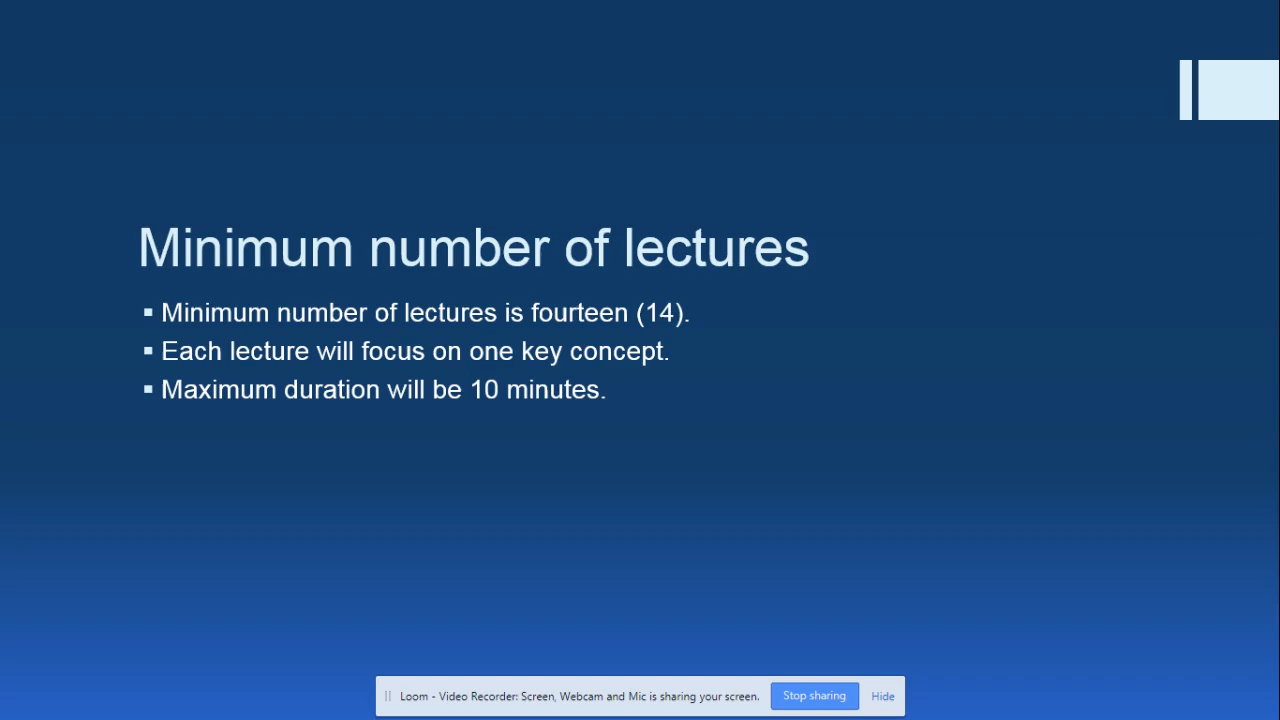 Minimum number of lectures
▪ Minimum number of lectures is fourteen (14).
▪ Each lecture will focus on one key concept.
▪ Maximum duration will be 10 minutes.
Loom - Video Recorder: Screen, Webcam and Mic is sharing your screen. Stop sharing Hide